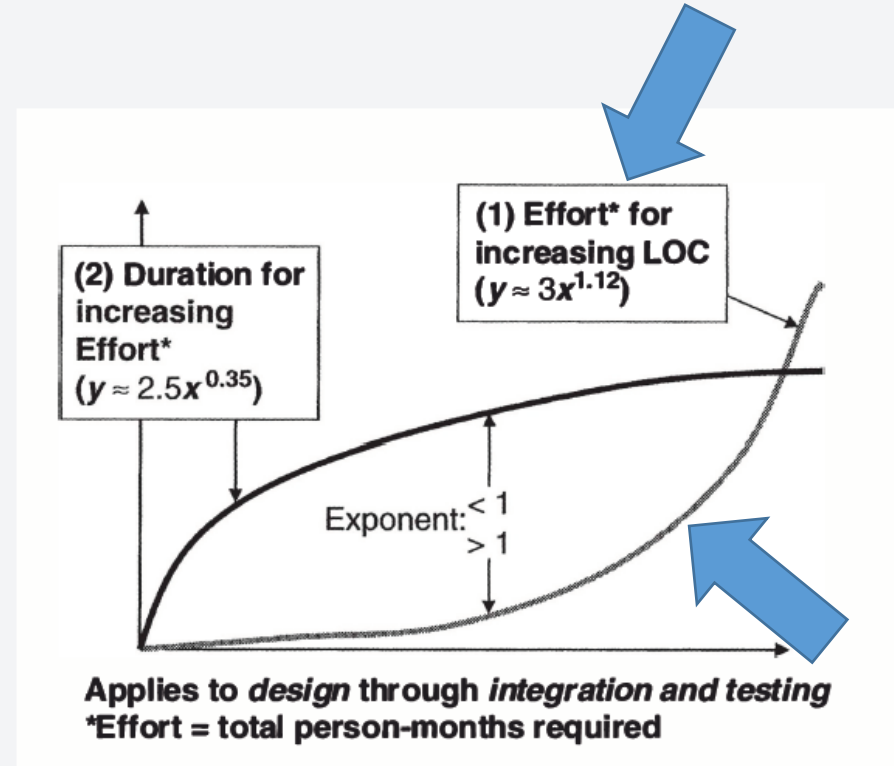 (1) Effort* for
increasing LOC
(y ≈ 3x^1.12)
(2) Duration for
increasing
Effort*
(y ≈ 2.5x^0.35)
Exponent: < 1
> 1
Applies to design through integration and testing
*Effort = total person-months required